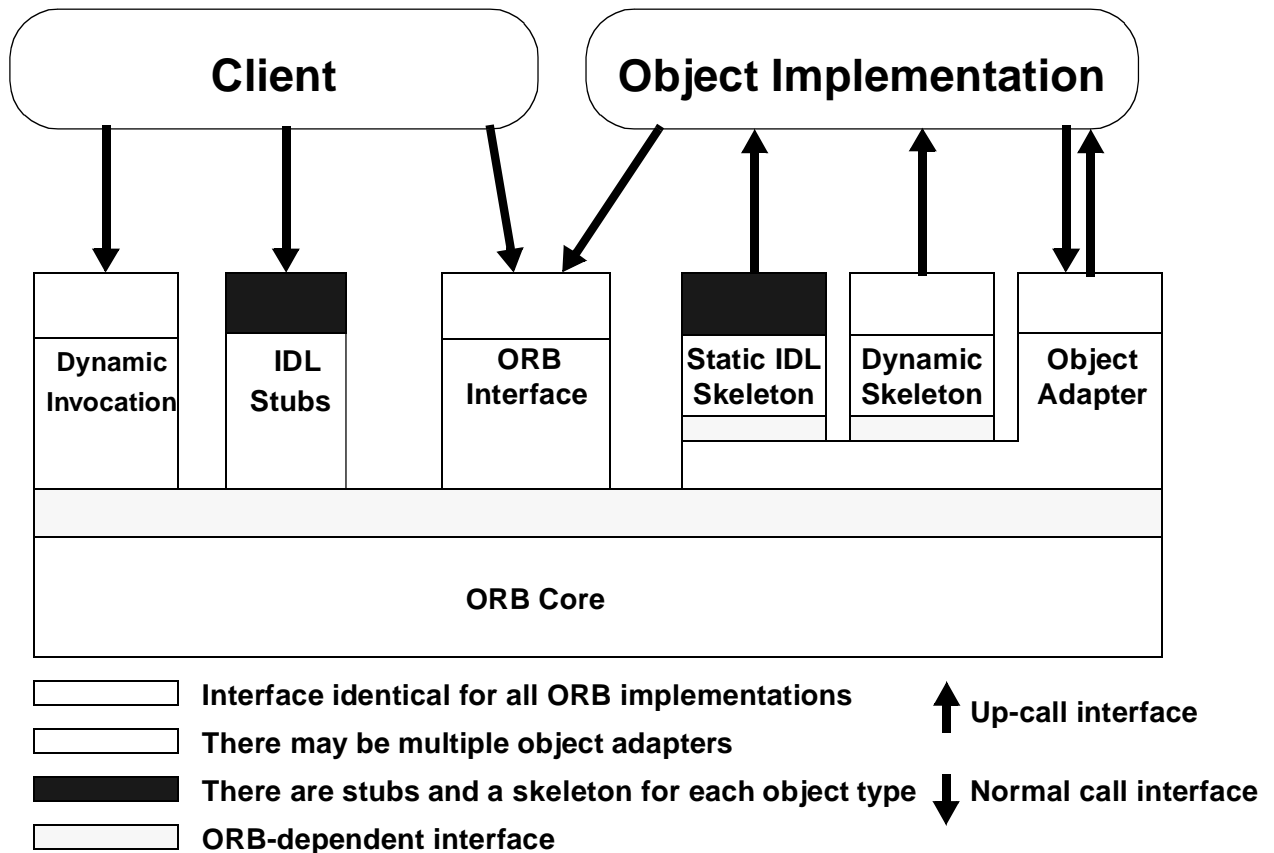 Client
Object Implementation
Dynamic
Invocation
IDL
Stubs
ORB
Interface
Static IDL
Skeleton
Dynamic
Skeleton
Object
Adapter
ORB Core
Interface identical for all ORB implementations
There may be multiple object adapters
There are stubs and a skeleton for each object type
ORB-dependent interface
Up-call interface
Normal call interface